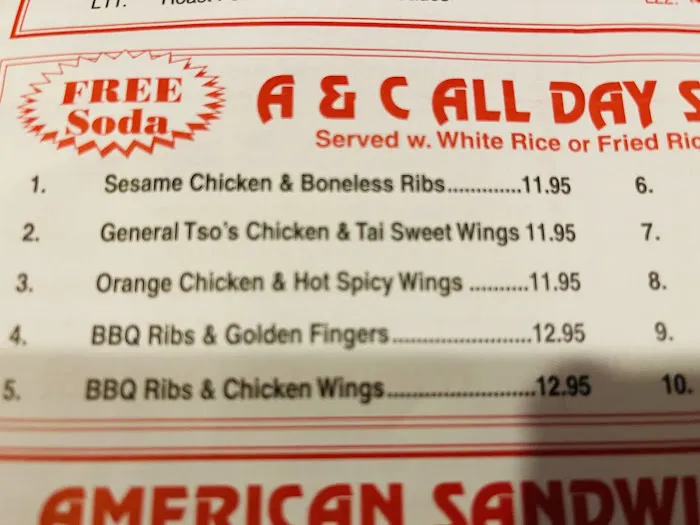 L11.
FREE
Soda
A & C ALL DAY
Served w. White Rice or Fried
1. Sesame Chicken & Boneless Ribs.............11.95 6.
2. General Tso's Chicken & Tai Sweet Wings 11.95 7.
3. Orange Chicken & Hot Spicy Wings ..........11.95 8.
4. BBQ Ribs & Golden Fingers........................12.95 9.
5. BBQ Ribs & Chicken Wings..........................12.95 10.
AMERICAN